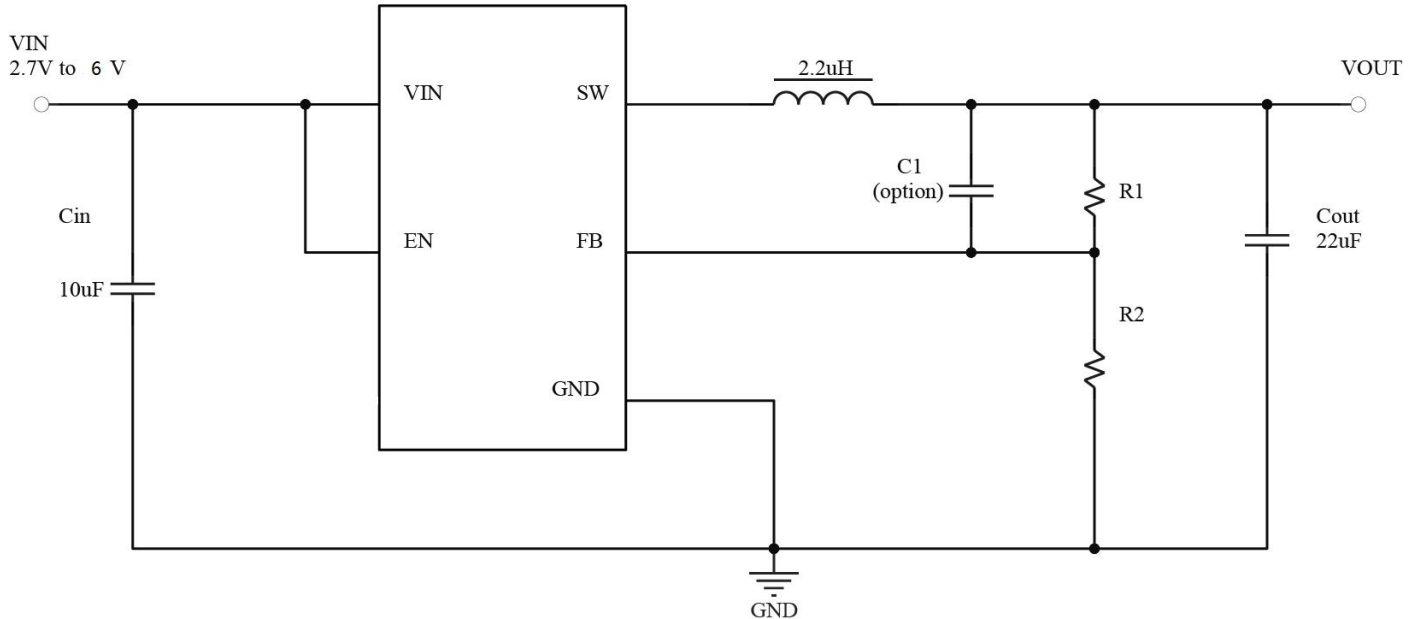 VIN
2.7V to 6 V
VIN
SW
2.2uH
VOUT
C1
(option)
R1
Cin
EN
FB
Cout
22uF
10uF
R2
GND
GND